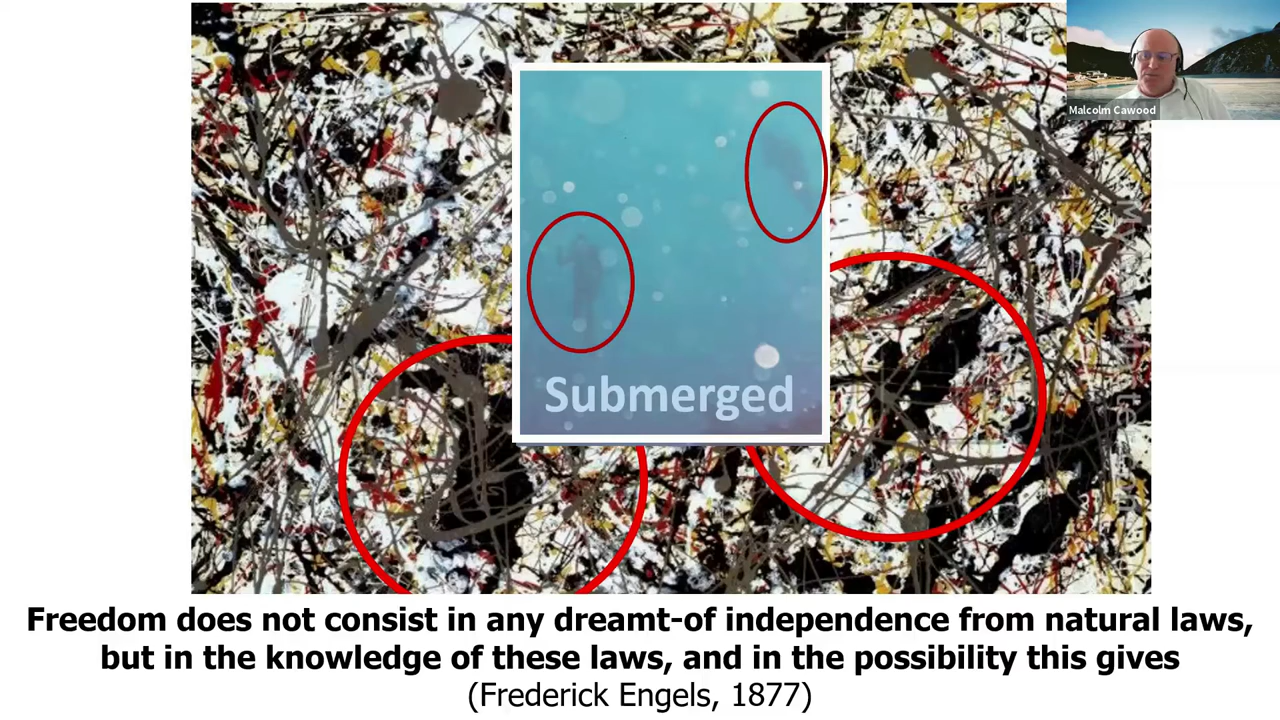 Malcolm Cawood
Submerged
Freedom does not consist in any dreamt-of independence from natural laws,
but in the knowledge of these laws, and in the possibility this gives
(Frederick Engels, 1877)